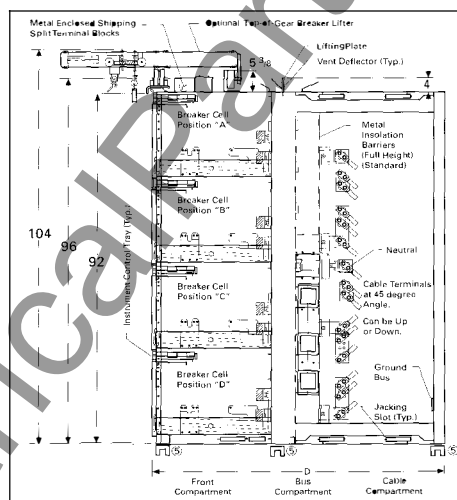 Metal Enclosed Shipping
Split Terminal Blocks
Optional Top-of-Gear Breaker Lifter
5 3/8
Lifting Plate
Vent Deflector (Typ.)
4
Breaker Cell
Position "A"
Metal
Insolation
Barriers
(Full Height)
(Standard)
Breaker Cell
Position "B"
104
96
92
Instrument Control Tray (Typ.)
Neutral
Cable Terminals
at 45 degree
Angle.
Breaker Cell
Position "C"
Can be Up
or Down.
Breaker Cell
Position "D"
Ground
Bus
Jacking
Slot (Typ.)
5
5
5
D
Front
Compartment
Bus
Compartment
Cable
Compartment